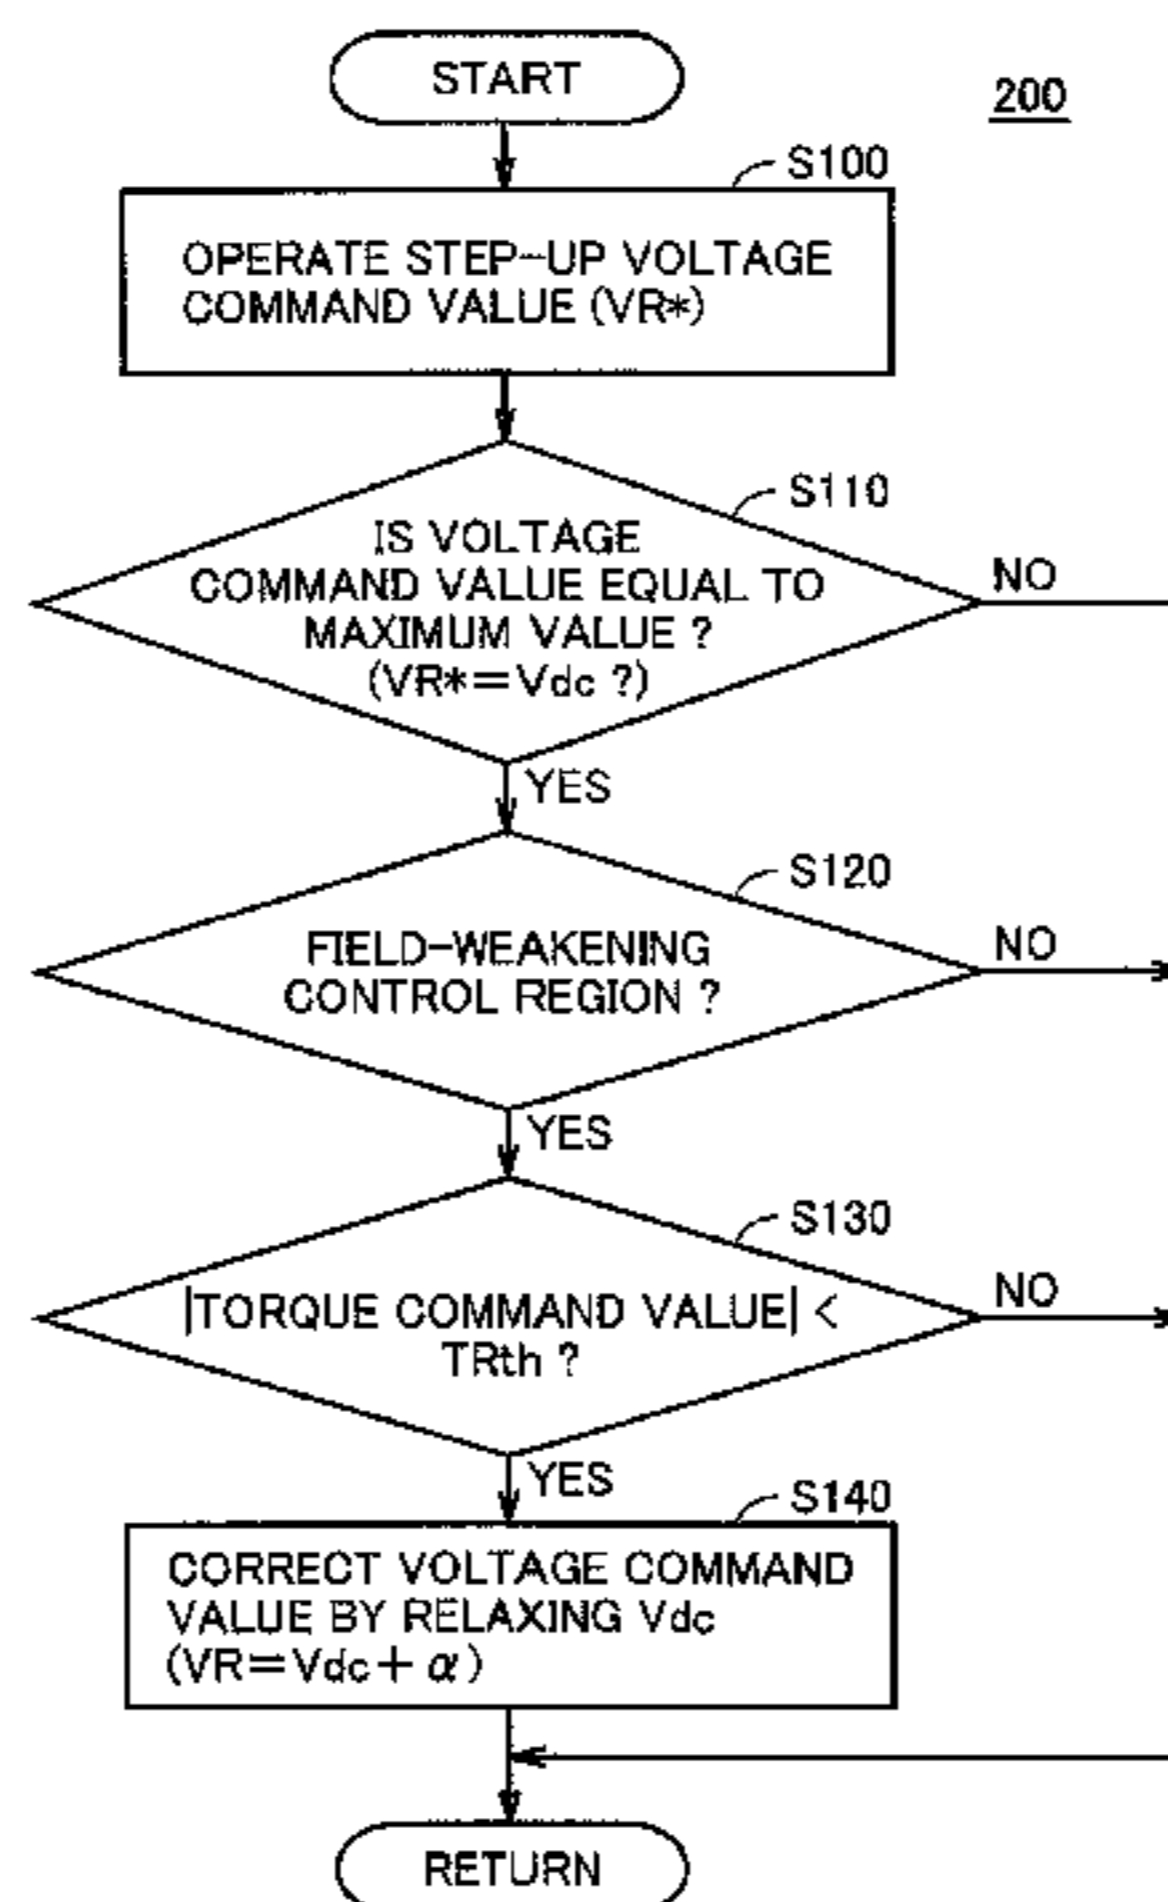 START
200
S100
OPERATE STEP-UP VOLTAGE
COMMAND VALUE (VR*)
S110
IS VOLTAGE
COMMAND VALUE EQUAL TO
MAXIMUM VALUE ?
(VR*=Vdc ?)
NO
YES
S120
FIELD-WEAKENING
CONTROL REGION ?
NO
YES
S130
|TORQUE COMMAND VALUE| <
TRth ?
NO
YES
S140
CORRECT VOLTAGE COMMAND
VALUE BY RELAXING Vdc
(VR=Vdc+ α)
RETURN